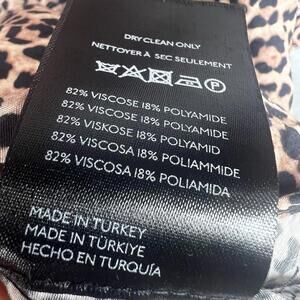 DRY CLEAN ONLY
NETTOYER À SEC SEULEMENT
P
82% VISCOSE 18% POLYAMIDE
82% VISCOSE 18% POLYAMIDE
82% VISKOSE 18% POLYAMID
82% VISCOSA 18% POLIAMMIDE
82% VISCOSA 18% POLIAMIDA
MADE IN TURKEY
MADE IN TÜRKIYE
HECHO EN TURQUÍA